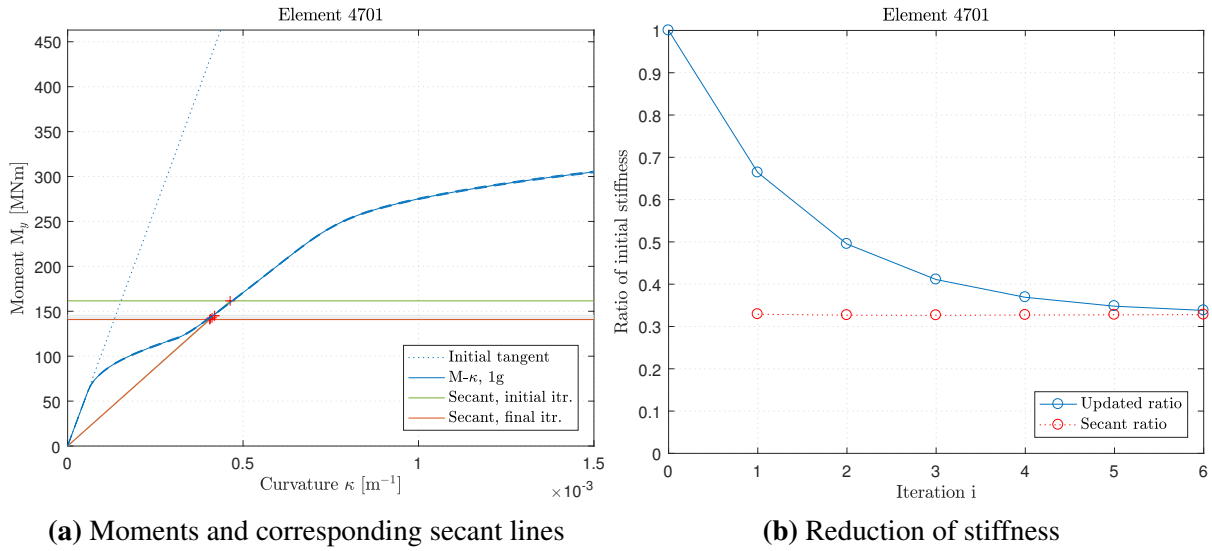 Element 4701
450
400
350
300
250
200
150
100
50
0
Moment M_y [MNm]
0
0.5
1
1.5
Curvature κ [m⁻¹]
×10⁻³
Initial tangent
M-κ, 1g
Secant, initial itr.
Secant, final itr.
(a) Moments and corresponding secant lines
Element 4701
1
0.9
0.8
0.7
0.6
0.5
0.4
0.3
0.2
0.1
0
Ratio of initial stiffness
0
1
2
3
4
5
6
Iteration i
Updated ratio
Secant ratio
(b) Reduction of stiffness